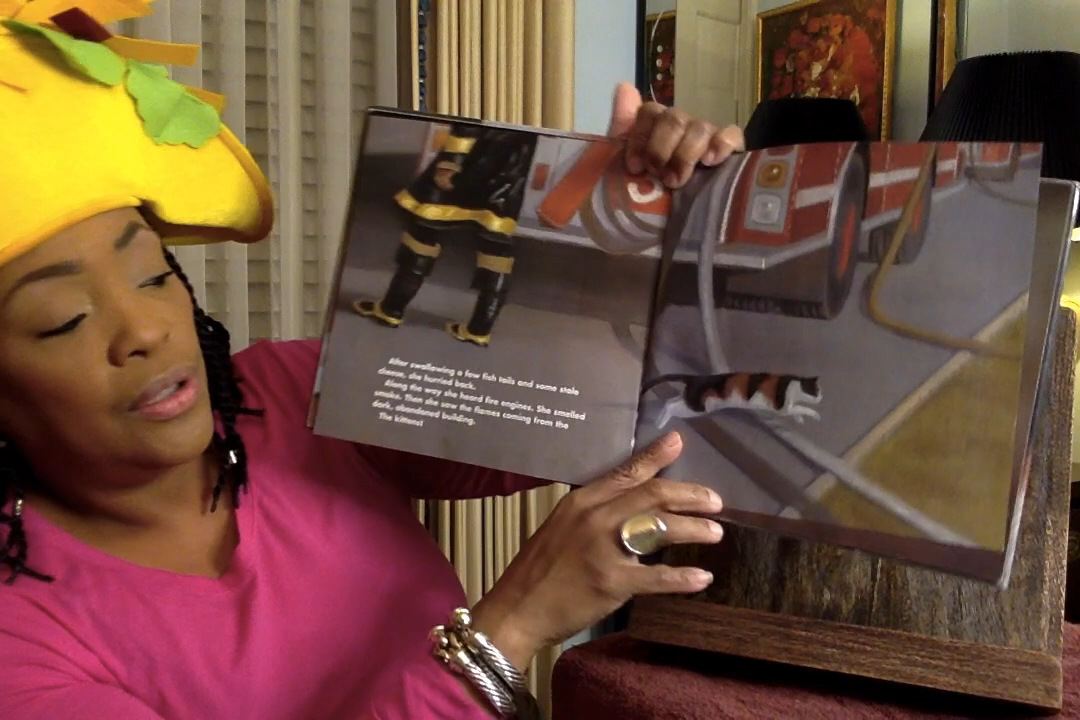 After swallowing a few fish tails and some stale
cheese, she hurried back.
Along the way she heard fire engines. She smelled
smoke. Then she saw the flames coming from the
dark, abandoned building.
The kittens!